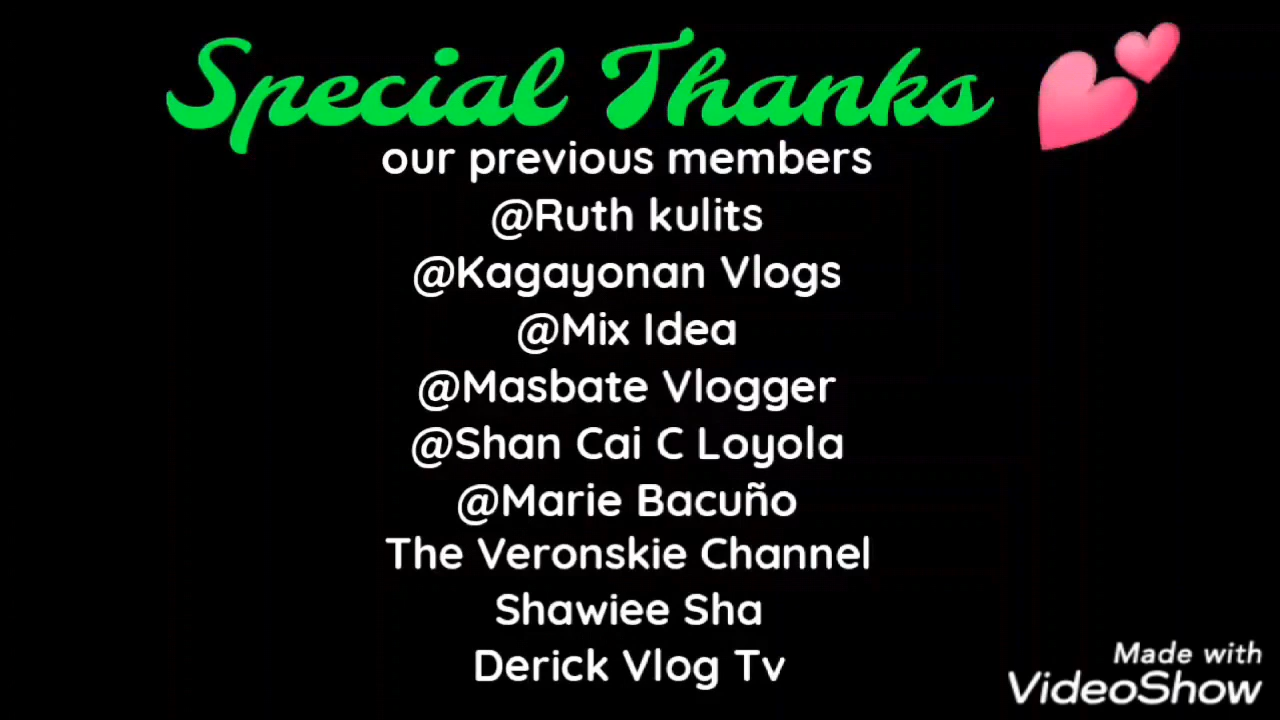 Special Thanks
our previous members
@Ruth kulits
@Kagayonan Vlogs
@Mix Idea
@Masbate Vlogger
@Shan Cai C Loyola
@Marie Bacuño
The Veronskie Channel
Shawiee Sha
Derick Vlog Tv
Made with
VideoShow